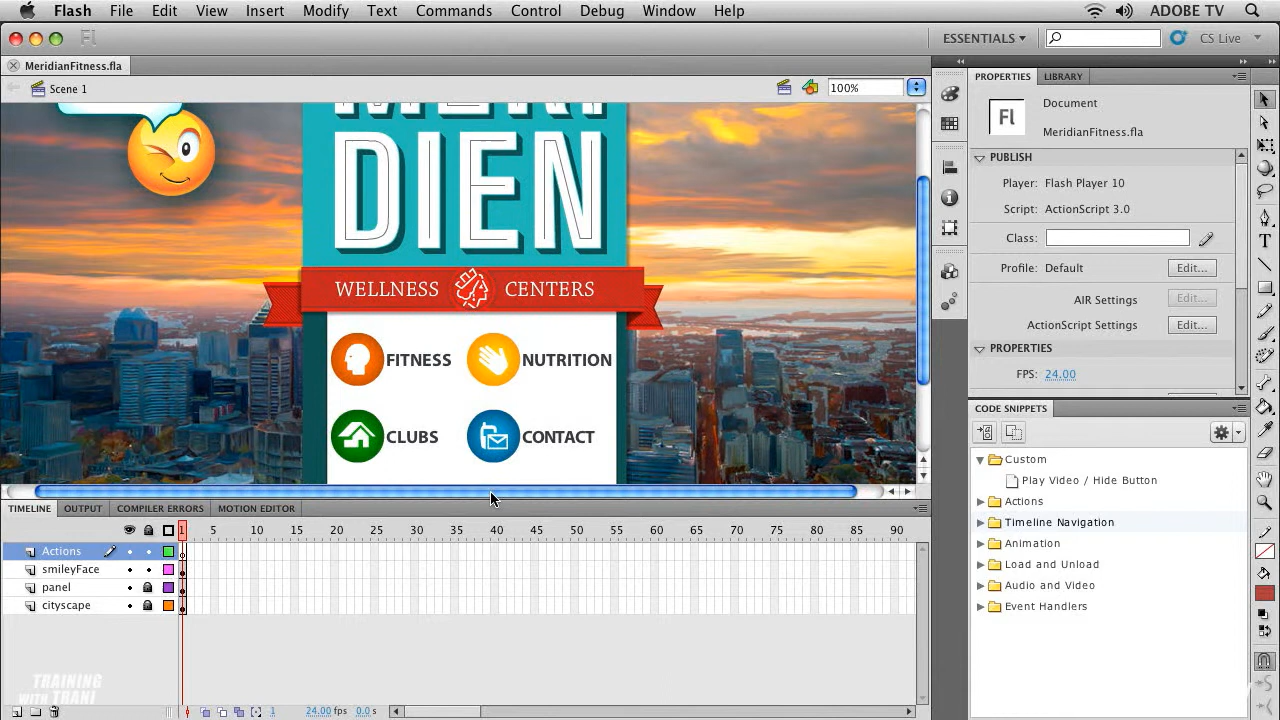 Flash File Edit View Insert Modify Text Commands Control Debug Window Help ADOBE TV
Fl ESSENTIALS CS Live
MeridianFitness.fla
Scene 1 100%
MERI
DIEN
WELLNESS CENTERS
FITNESS NUTRITION
CLUBS CONTACT
PROPERTIES LIBRARY
Fl Document
MeridianFitness.fla
PUBLISH
Player: Flash Player 10
Script: ActionScript 3.0
Class:
Profile: Default Edit...
AIR Settings Edit...
ActionScript Settings Edit...
PROPERTIES
FPS: 24.00
CODE SNIPPETS
Custom
Play Video / Hide Button
Actions
Timeline Navigation
Animation
Load and Unload
Audio and Video
Event Handlers
TIMELINE OUTPUT COMPILER ERRORS MOTION EDITOR
1 5 10 15 20 25 30 35 40 45 50 55 60 65 70 75 80 85 90
Actions
smileyFace
panel
cityscape
TRAINING
WITH TRANI
1 24.00 fps 0.0 s